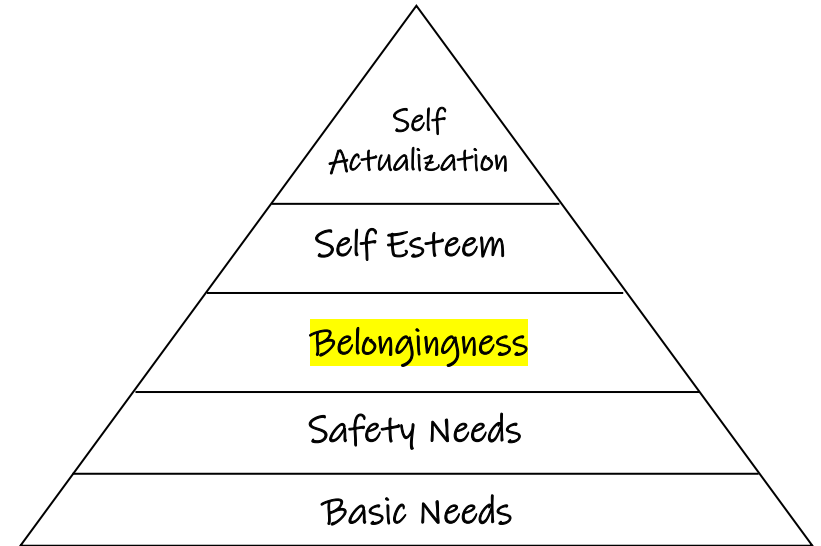 Self
Actualization
Self Esteem
Belongingness
Safety Needs
Basic Needs